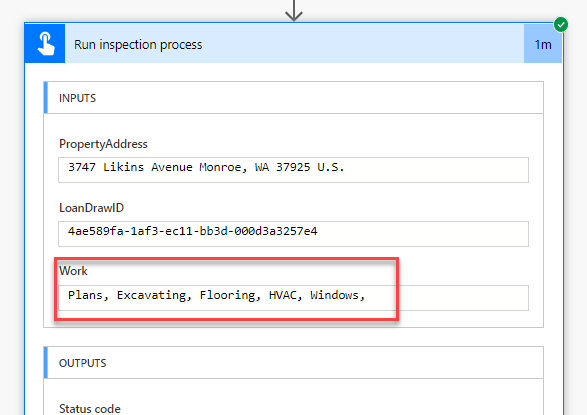 Run inspection process
1m
INPUTS
PropertyAddress
3747 Likins Avenue Monroe, WA 37925 U.S.
LoanDrawID
4ae589fa-1af3-ec11-bb3d-000d3a3257e4
Work
Plans, Excavating, Flooring, HVAC, Windows,
OUTPUTS
Status code